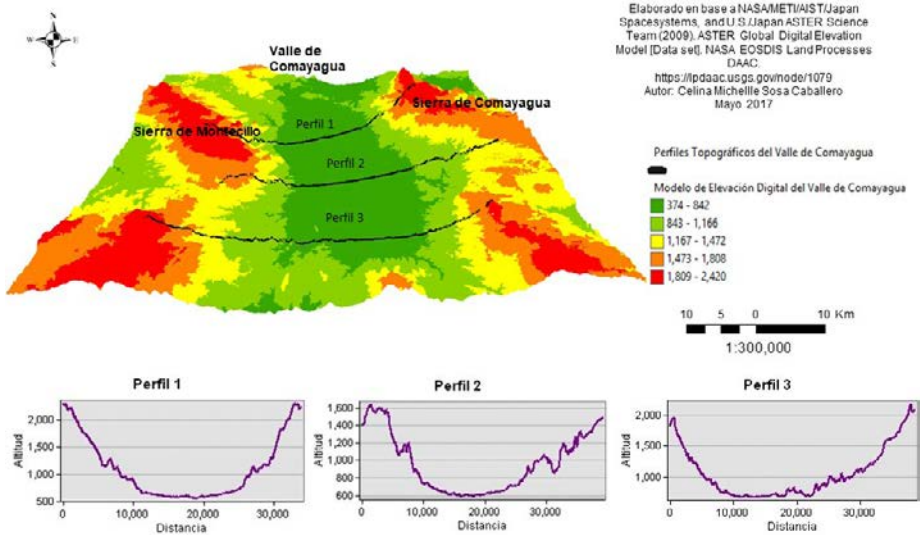 Elaborado en base a NASA/METI/AIST/Japan
Spacesystems, and U.S./Japan ASTER Science
Team (2009). ASTER Global Digital Elevation
Model [Data set]. NASA EOSDIS Land Processes
DAAC.
https://lpdaac.usgs.gov/node/1079
Autor: Celina Michellle Sosa Caballero
Mayo 2017
N
W
E
S
Valle de
Comayagua
Sierra de Comayagua
Sierra de Montecillo
Perfil 1
Perfil 2
Perfil 3
Perfiles Topográficos del Valle de Comayagua
Modelo de Elevación Digital del Valle de Comayagua
374 - 842
843 - 1,166
1,167 - 1,472
1,473 - 1,808
1,809 - 2,420
10 5 0 10 Km
1:300,000
Perfil 1
Altitud
2,000
1,500
1,000
500
0 10,000 20,000 30,000
Distancia
Perfil 2
Altitud
1,600
1,400
1,200
1,000
800
600
0 10,000 20,000 30,000
Distancia
Perfil 3
Altitud
2,000
1,500
1,000
0 10,000 20,000 30,000
Distancia